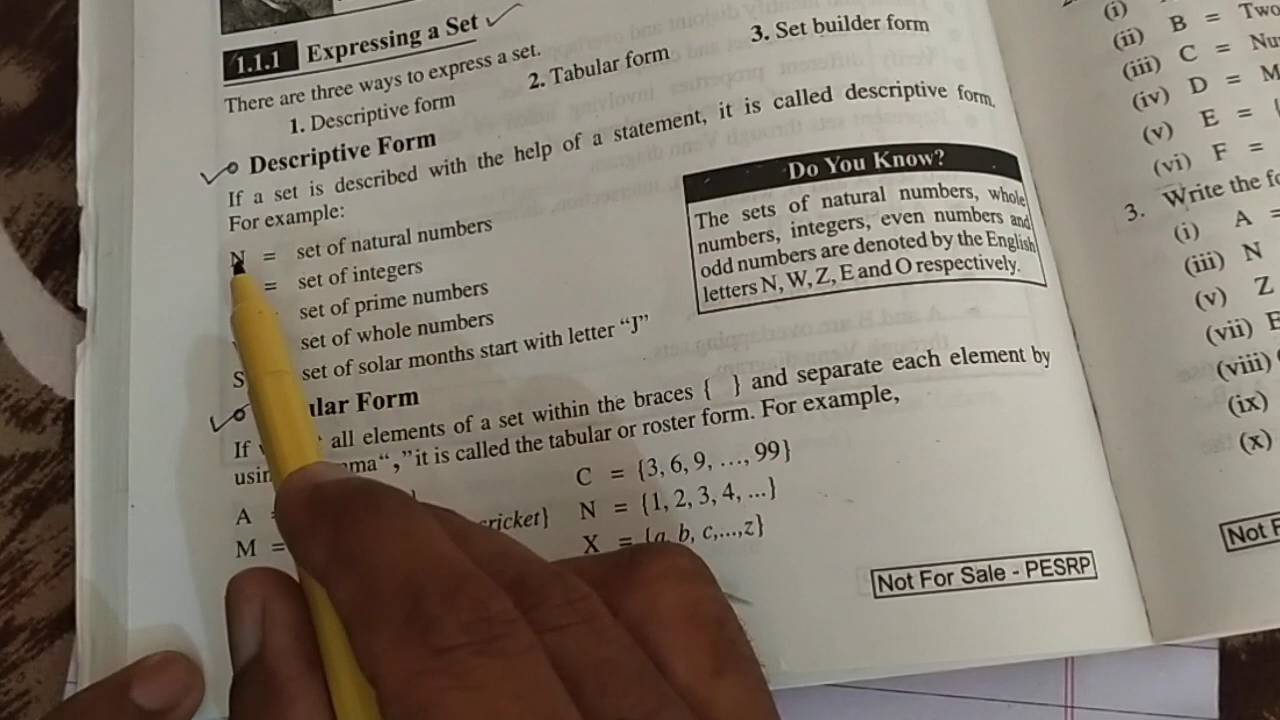 1.1.1 Expressing a Set
There are three ways to express a set.
1. Descriptive form 2. Tabular form 3. Set builder form
Descriptive Form
If a set is described with the help of a statement, it is called descriptive form.
For example:
N = set of natural numbers
= set of integers
set of prime numbers
set of whole numbers
S set of solar months start with letter “J”
Do You Know?
The sets of natural numbers, whole
numbers, integers, even numbers and
odd numbers are denoted by the English
letters N, W, Z, E and O respectively.
ular Form
If all elements of a set within the braces { } and separate each element by
usin ma“,”it is called the tabular or roster form. For example,
A = C = {3, 6, 9, ..., 99}
M = cricket} N = {1, 2, 3, 4, ...}
X = {a, b, c,...,z}
Not For Sale - PESRP
(i)
(ii) B = Two
(iii) C = Nu
(iv) D = M
(v) E = {
(vi) F =
3. Write the fo
(i) A =
(iii) N
(v) Z
(vii) E
(viii)
(ix)
(x)
Not F